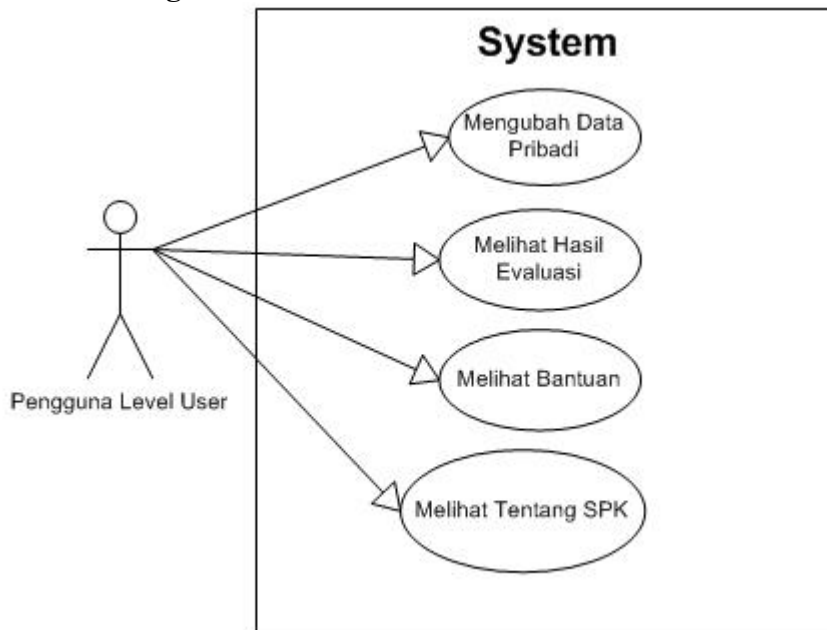 System
Mengubah Data
Pribadi
Melihat Hasil
Evaluasi
Melihat Bantuan
Pengguna Level User
Melihat Tentang SPK